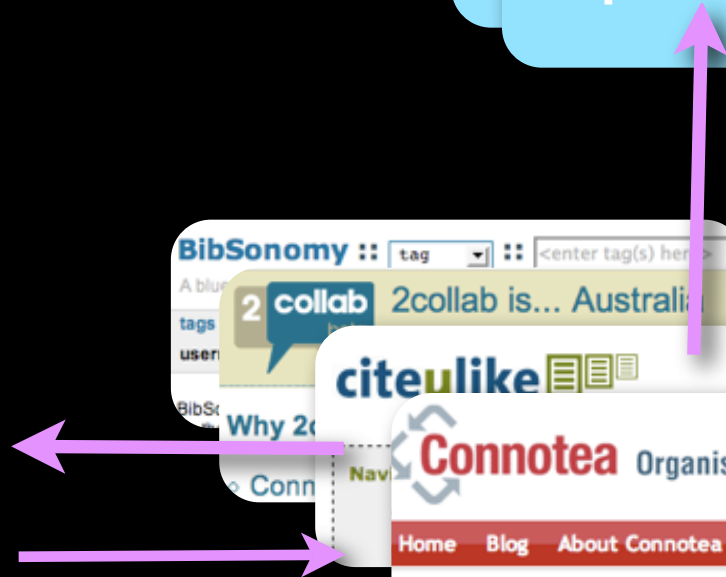 BibSonomy :: tag :: <enter tag(s) her
A blue
tags
user
BibSo
2 collab
2collab is... Australia
Why 2c
Conn
citeulike
Navi
Connotea Organis
Home Blog About Connotea